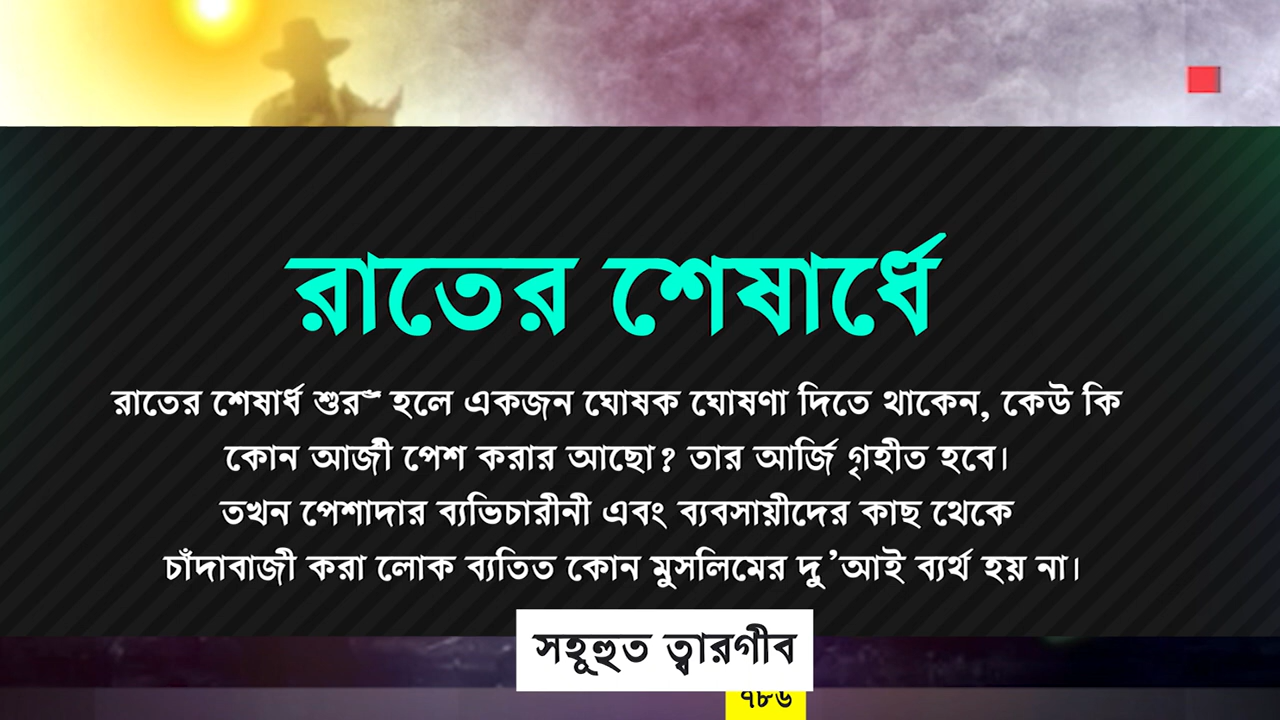 রাতের শেষার্ধে
রাতের শেষার্ধ শুরু হলে একজন ঘোষক ঘোষণা দিতে থাকেন, কেউ কি
কোন আর্জী পেশ করার আছো? তার আর্জি গৃহীত হবে।
তখন পেশাদার ব্যভিচারীনী এবং ব্যবসায়ীদের কাছ থেকে
চাঁদাবাজী করা লোক ব্যতিত কোন মুসলিমের দু’আই ব্যর্থ হয় না।
সহূহুত ত্বারগীব
৭৮৬